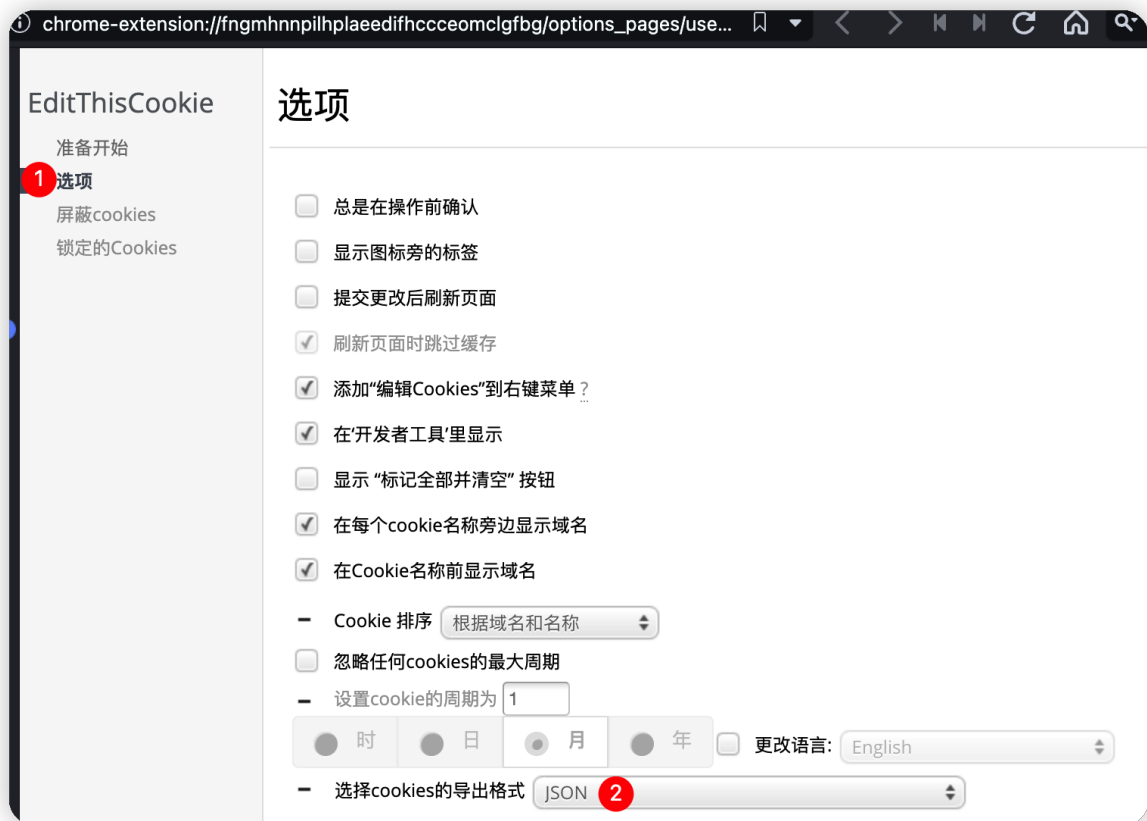 chrome-extension://fngmhnnpilhplaeedifhccceomclgfbg/options_pages/use...
EditThisCookie
准备开始
1
选项
屏蔽cookies
锁定的Cookies
选项
总是在操作前确认
显示图标旁的标签
提交更改后刷新页面
刷新页面时跳过缓存
添加“编辑Cookies”到右键菜单 ?
在‘开发者工具’里显示
显示 “标记全部并清空” 按钮
在每个cookie名称旁边显示域名
在Cookie名称前显示域名
Cookie 排序 根据域名和名称
忽略任何cookies的最大周期
设置cookie的周期为 1
时 日 月 年 更改语言: English
选择cookies的导出格式 JSON 2